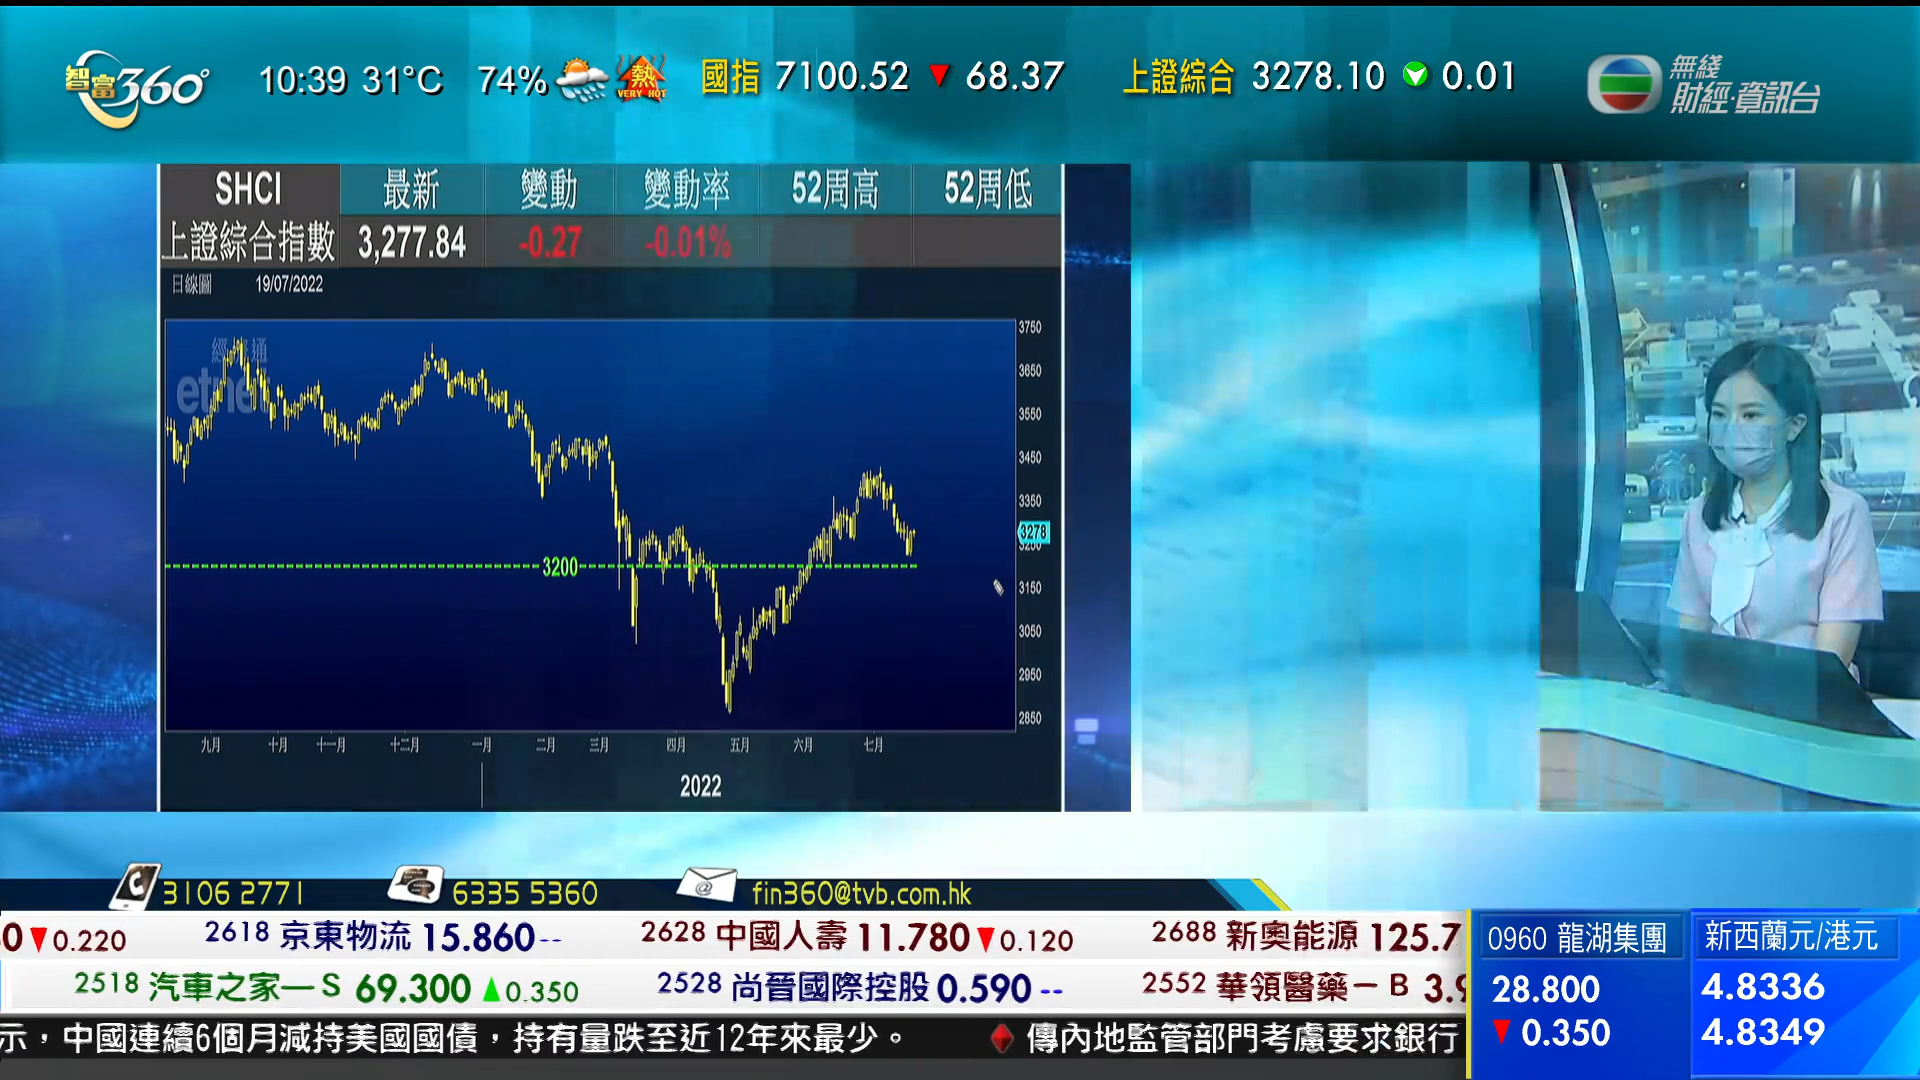 智富360° 10:39 31°C 74% 熱 VERY HOT 國指 7100.52 ▼ 68.37 上證綜合 3278.10 0.01 無綫
財經·資訊台
SHCI 最新 變動 變動率 52周高 52周低
上證綜合指數 3,277.84 -0.27 -0.01%
日線圖 19/07/2022
經濟通
etnet
3750
3650
3550
3450
3350
3278
3150
3050
2950
2850
3200
九月 十月 十一月 十二月 一月 二月 三月 四月 五月 六月 七月
2022
3106 2771 6335 5360 fin360@tvb.com.hk
0 ▼0.220 2618 京東物流 15.860-- 2628 中國人壽 11.780 ▼0.120 2688 新奧能源 125.7
2518 汽車之家－S 69.300 ▲0.350 2528 尚晉國際控股 0.590 -- 2552 華領醫藥－B 3.9
示，中國連續6個月減持美國國債，持有量跌至近12年來最少。 傳內地監管部門考慮要求銀行
0960 龍湖集團
28.800
▼ 0.350
新西蘭元/港元
4.8336
4.8349